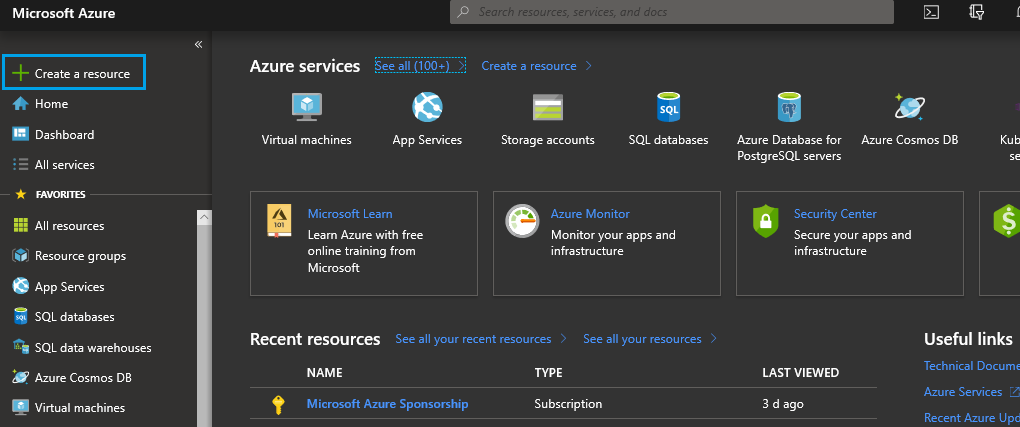 Microsoft Azure
Search resources, services, and docs
«
Create a resource
Home
Dashboard
All services
FAVORITES
All resources
Resource groups
App Services
SQL databases
SQL data warehouses
Azure Cosmos DB
Virtual machines
Azure services
See all (100+)
Create a resource
Virtual machines
App Services
Storage accounts
SQL
SQL databases
Azure Database for
PostgreSQL servers
Azure Cosmos DB
Kub
se
101
Microsoft Learn
Learn Azure with free
online training from
Microsoft
Azure Monitor
Monitor your apps and
infrastructure
Security Center
Secure your apps and
infrastructure
$
Recent resources
See all your recent resources
See all your resources
NAME TYPE LAST VIEWED
Microsoft Azure Sponsorship Subscription 3 d ago
Useful links
Technical Docume
Azure Services
Recent Azure Upd